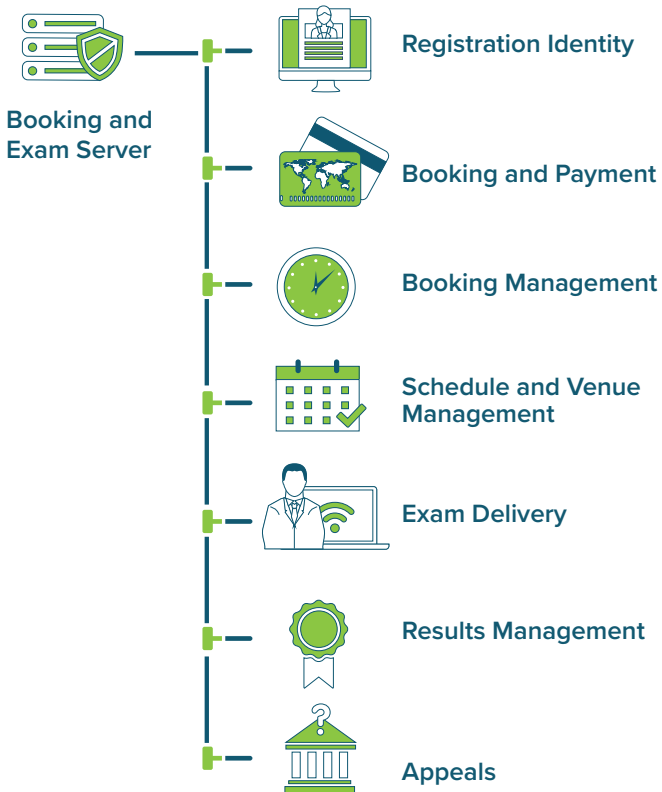 Registration Identity
Booking and
Exam Server
Booking and Payment
Booking Management
Schedule and Venue
Management
Exam Delivery
Results Management
?
Appeals